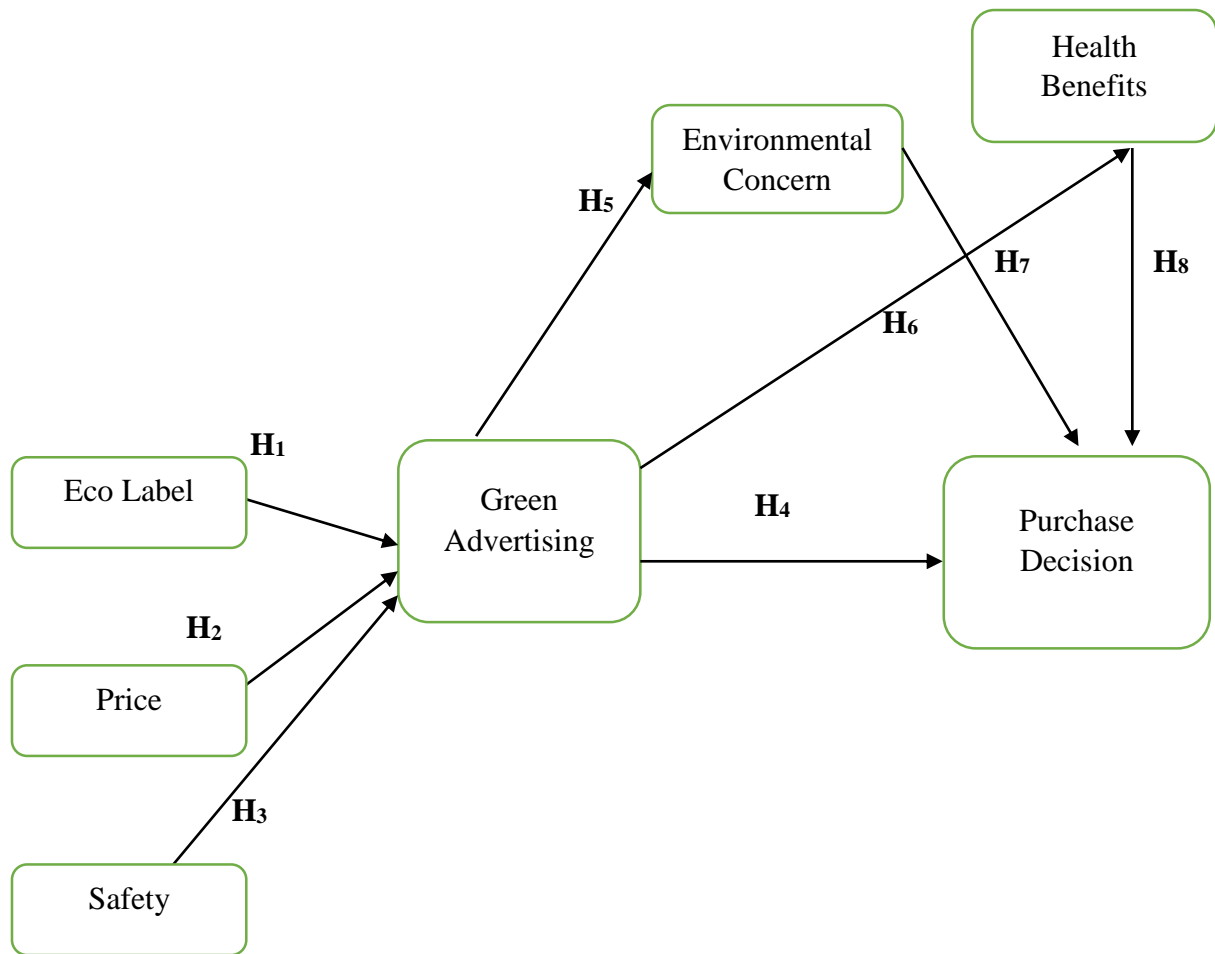 Health
Benefits
Environmental
Concern
H5
H7
H8
H6
H1
Eco Label
Green
Advertising
H4
Purchase
Decision
H2
Price
H3
Safety